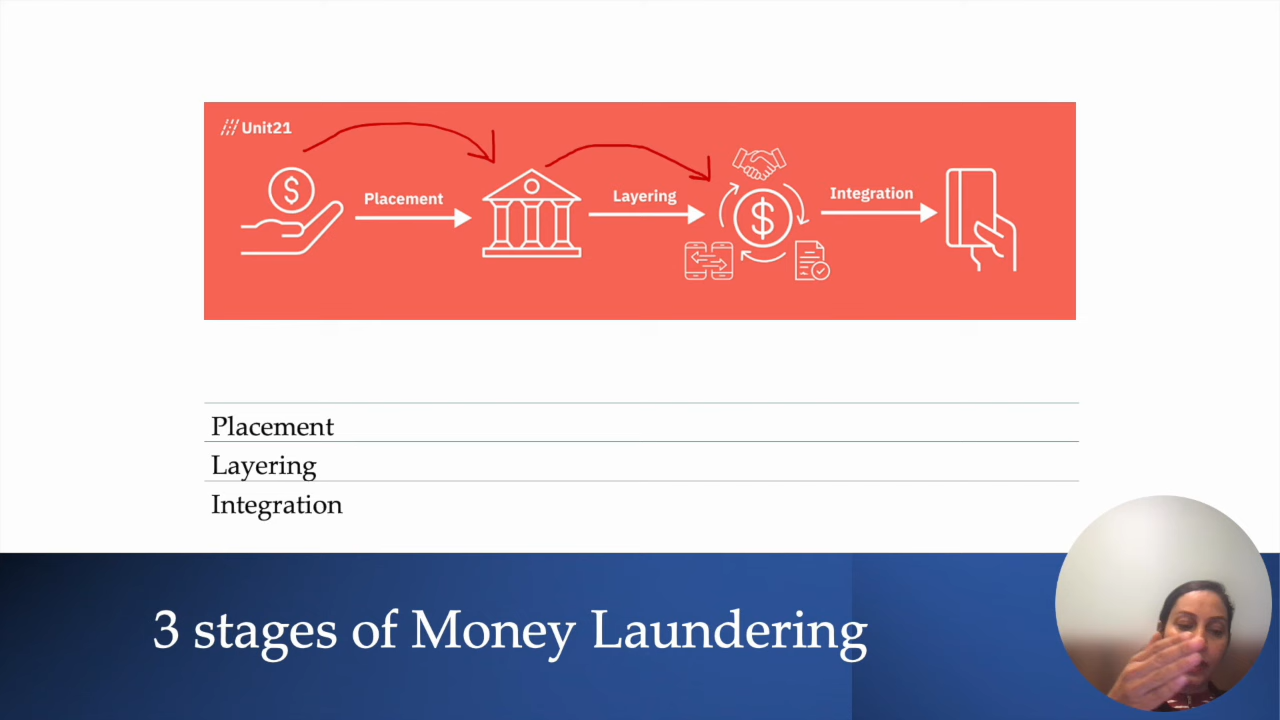 /// Unit21
Placement
Layering
Integration
Placement
Layering
Integration
3 stages of Money Laundering